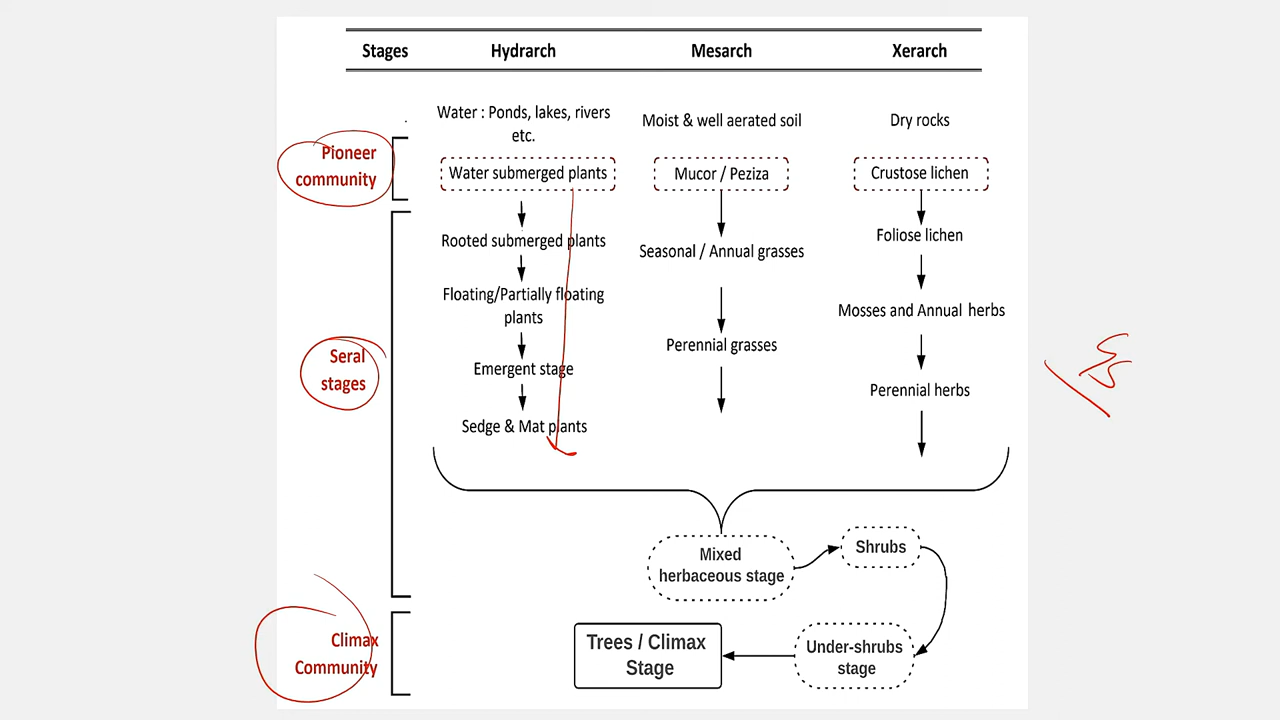 Stages Hydrarch Mesarch Xerarch
Water : Ponds, lakes, rivers
etc.
Moist & well aerated soil
Dry rocks
Pioneer
community
Water submerged plants
Mucor / Peziza
Crustose lichen
Seral
stages
Rooted submerged plants
Floating/Partially floating
plants
Emergent stage
Sedge & Mat plants
Seasonal / Annual grasses
Perennial grasses
Foliose lichen
Mosses and Annual herbs
Perennial herbs
Mixed
herbaceous stage
Shrubs
Climax
Community
Under-shrubs
stage
Trees / Climax
Stage